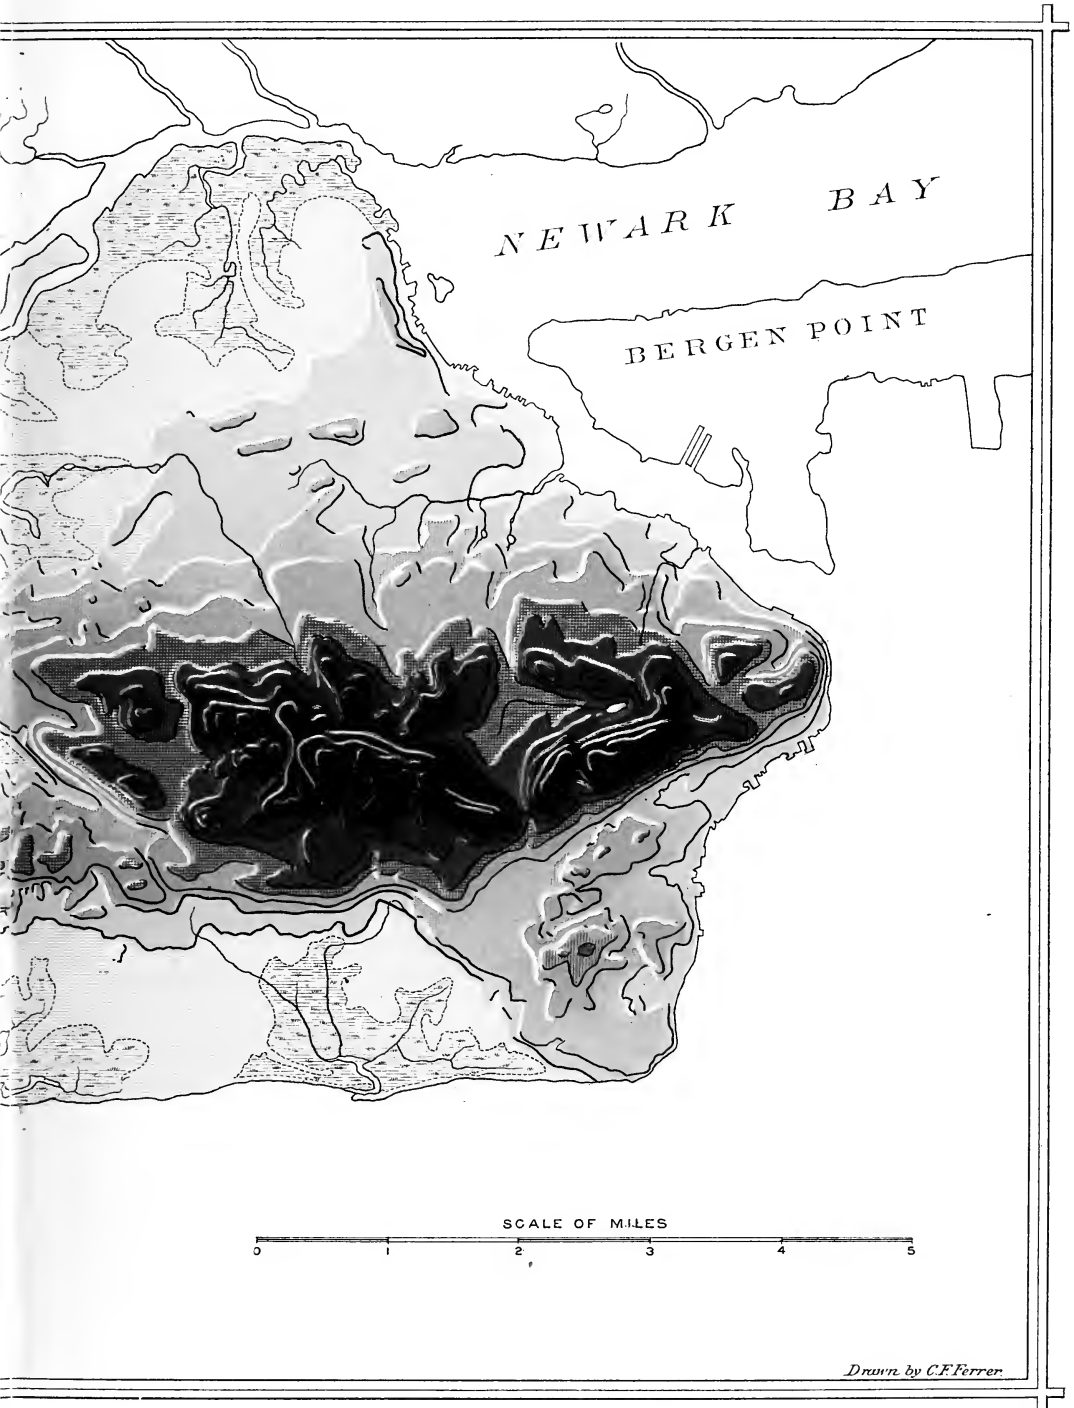 NEWARK BAY
BERGEN POINT
SCALE OF MILES
0 1 2 3 4 5
Drawn by C.F. Ferrer.